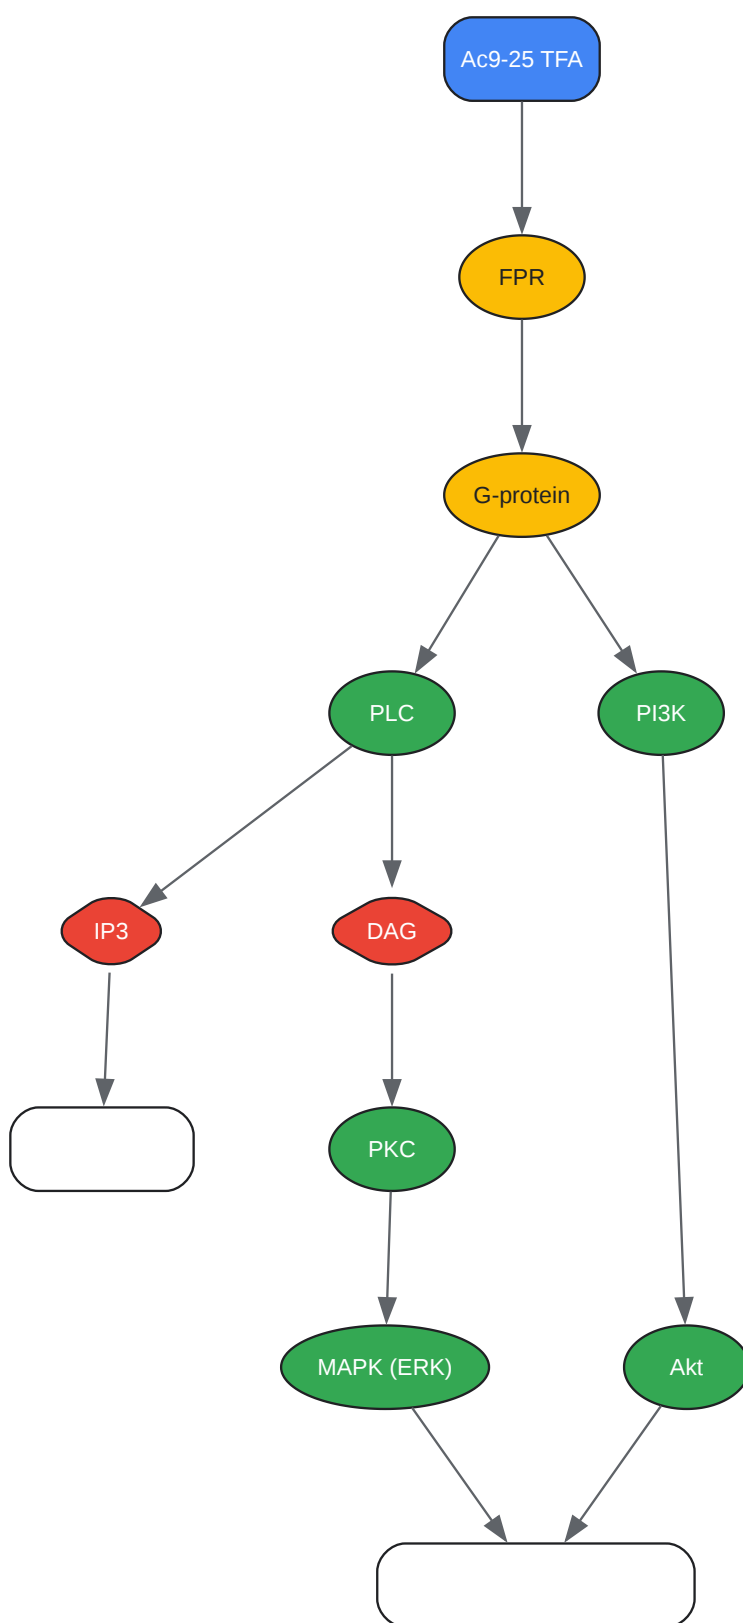 Ac9-25 TFA
FPR
G-protein
PLC
PI3K
IP3
DAG
PKC
MAPK (ERK)
Akt